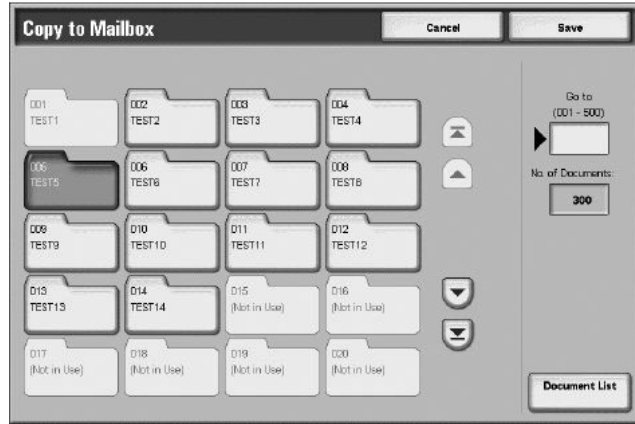 Copy to Mailbox
Cancel
Save
001
TEST1
002
TEST2
003
TEST3
004
TEST4
Go to
(001 - 500)
005
TEST5
006
TEST6
007
TEST7
008
TEST8
No. of Documents:
300
009
TEST9
010
TEST10
011
TEST11
012
TEST12
013
TEST13
014
TEST14
015
(Not in Use)
016
(Not in Use)
017
(Not in Use)
018
(Not in Use)
019
(Not in Use)
020
(Not in Use)
Document List